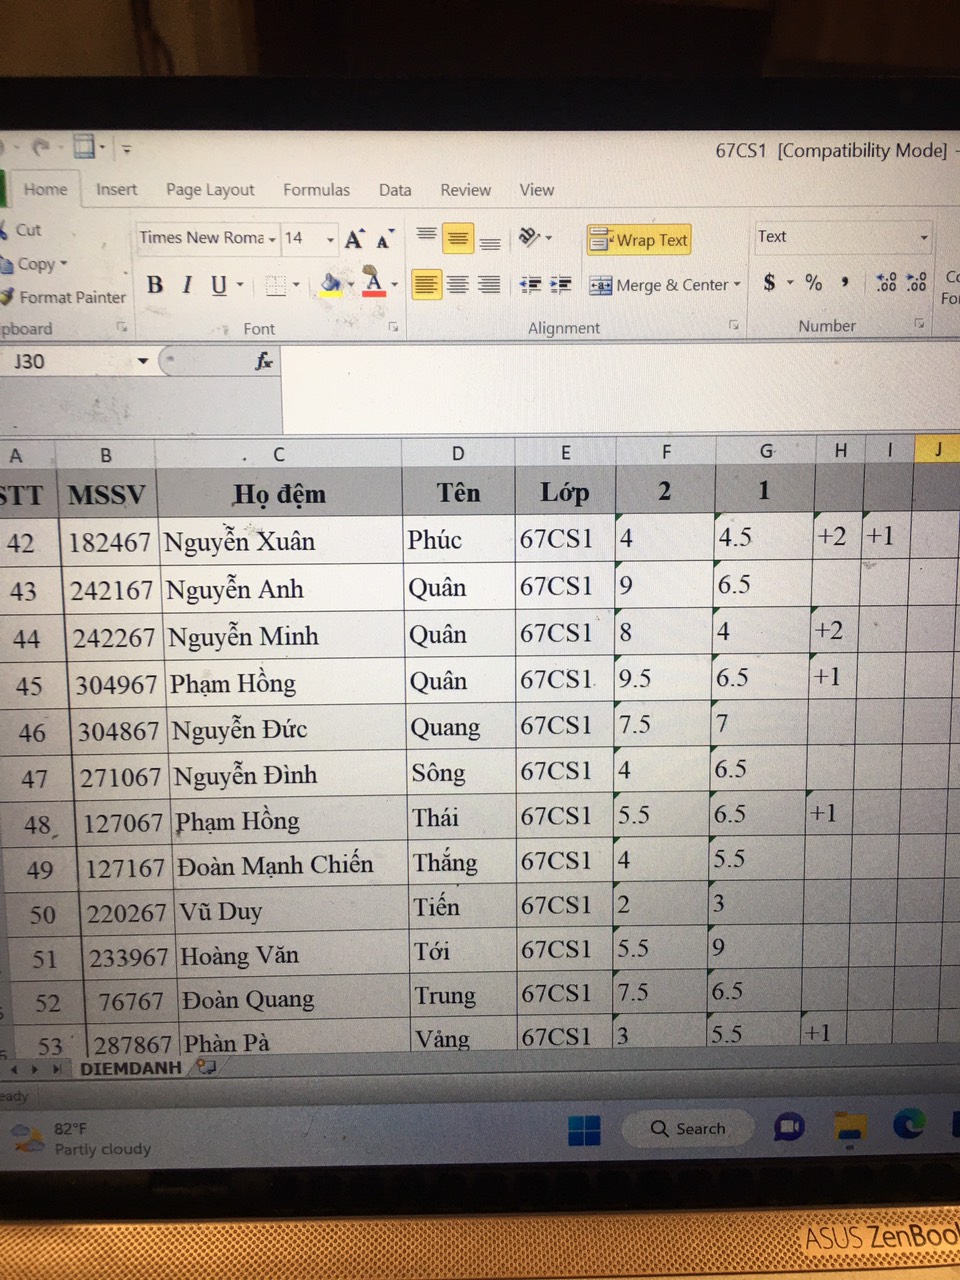 67CS1 [Compatibility Mode] -
Home Insert Page Layout Formulas Data Review View
Cut
Copy
Format Painter
Times New Roma 14 A A
B I U A
Wrap Text
Merge & Center
Text
$ % , .00 .00
pboard Font Alignment Number
J30 fx
A B C D E F G H I J
STT MSSV Họ đệm Tên Lớp 2 1
42 182467 Nguyễn Xuân Phúc 67CS1 4 4.5 +2 +1
43 242167 Nguyễn Anh Quân 67CS1 9 6.5
44 242267 Nguyễn Minh Quân 67CS1 8 4 +2
45 304967 Phạm Hồng Quân 67CS1 9.5 6.5 +1
46 304867 Nguyễn Đức Quang 67CS1 7.5 7
47 271067 Nguyễn Đình Sông 67CS1 4 6.5
48 127067 Phạm Hồng Thái 67CS1 5.5 6.5 +1
49 127167 Đoàn Mạnh Chiến Thắng 67CS1 4 5.5
50 220267 Vũ Duy Tiến 67CS1 2 3
51 233967 Hoàng Văn Tới 67CS1 5.5 9
52 76767 Đoàn Quang Trung 67CS1 7.5 6.5
53 287867 Phàn Pà Vảng 67CS1 3 5.5 +1
DIEMDANH
eady
82°F
Partly cloudy
Search
ASUS ZenBoo